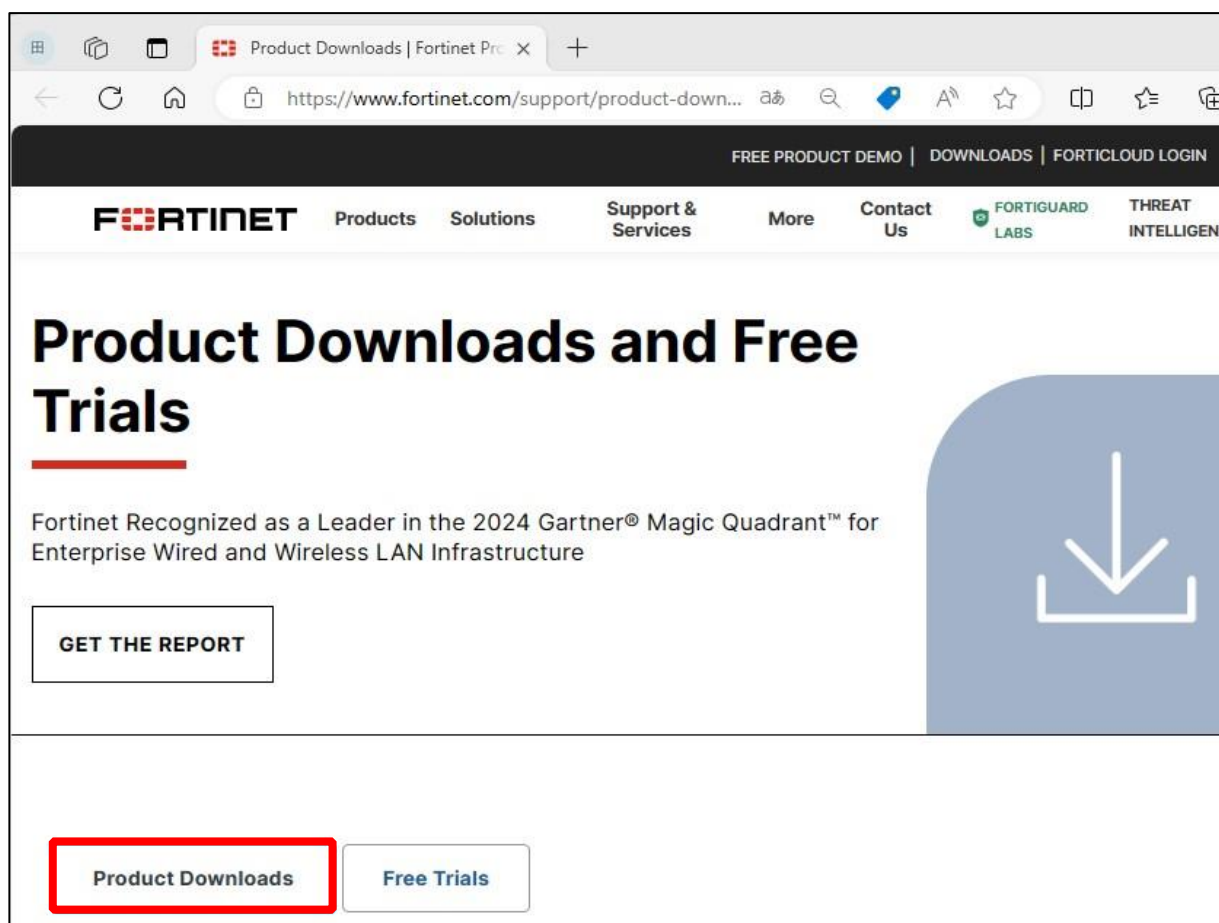 Product Downloads | Fortinet Pro
https://www.fortinet.com/support/product-down...
FREE PRODUCT DEMO | DOWNLOADS | FORTICLOUD LOGIN
FORTINET
Products
Solutions
Support &
Services
More
Contact
Us
FORTIGUARD
LABS
THREAT
INTELLIGEN
Product Downloads and Free
Trials
Fortinet Recognized as a Leader in the 2024 Gartner® Magic Quadrant™ for
Enterprise Wired and Wireless LAN Infrastructure
GET THE REPORT
Product Downloads
Free Trials